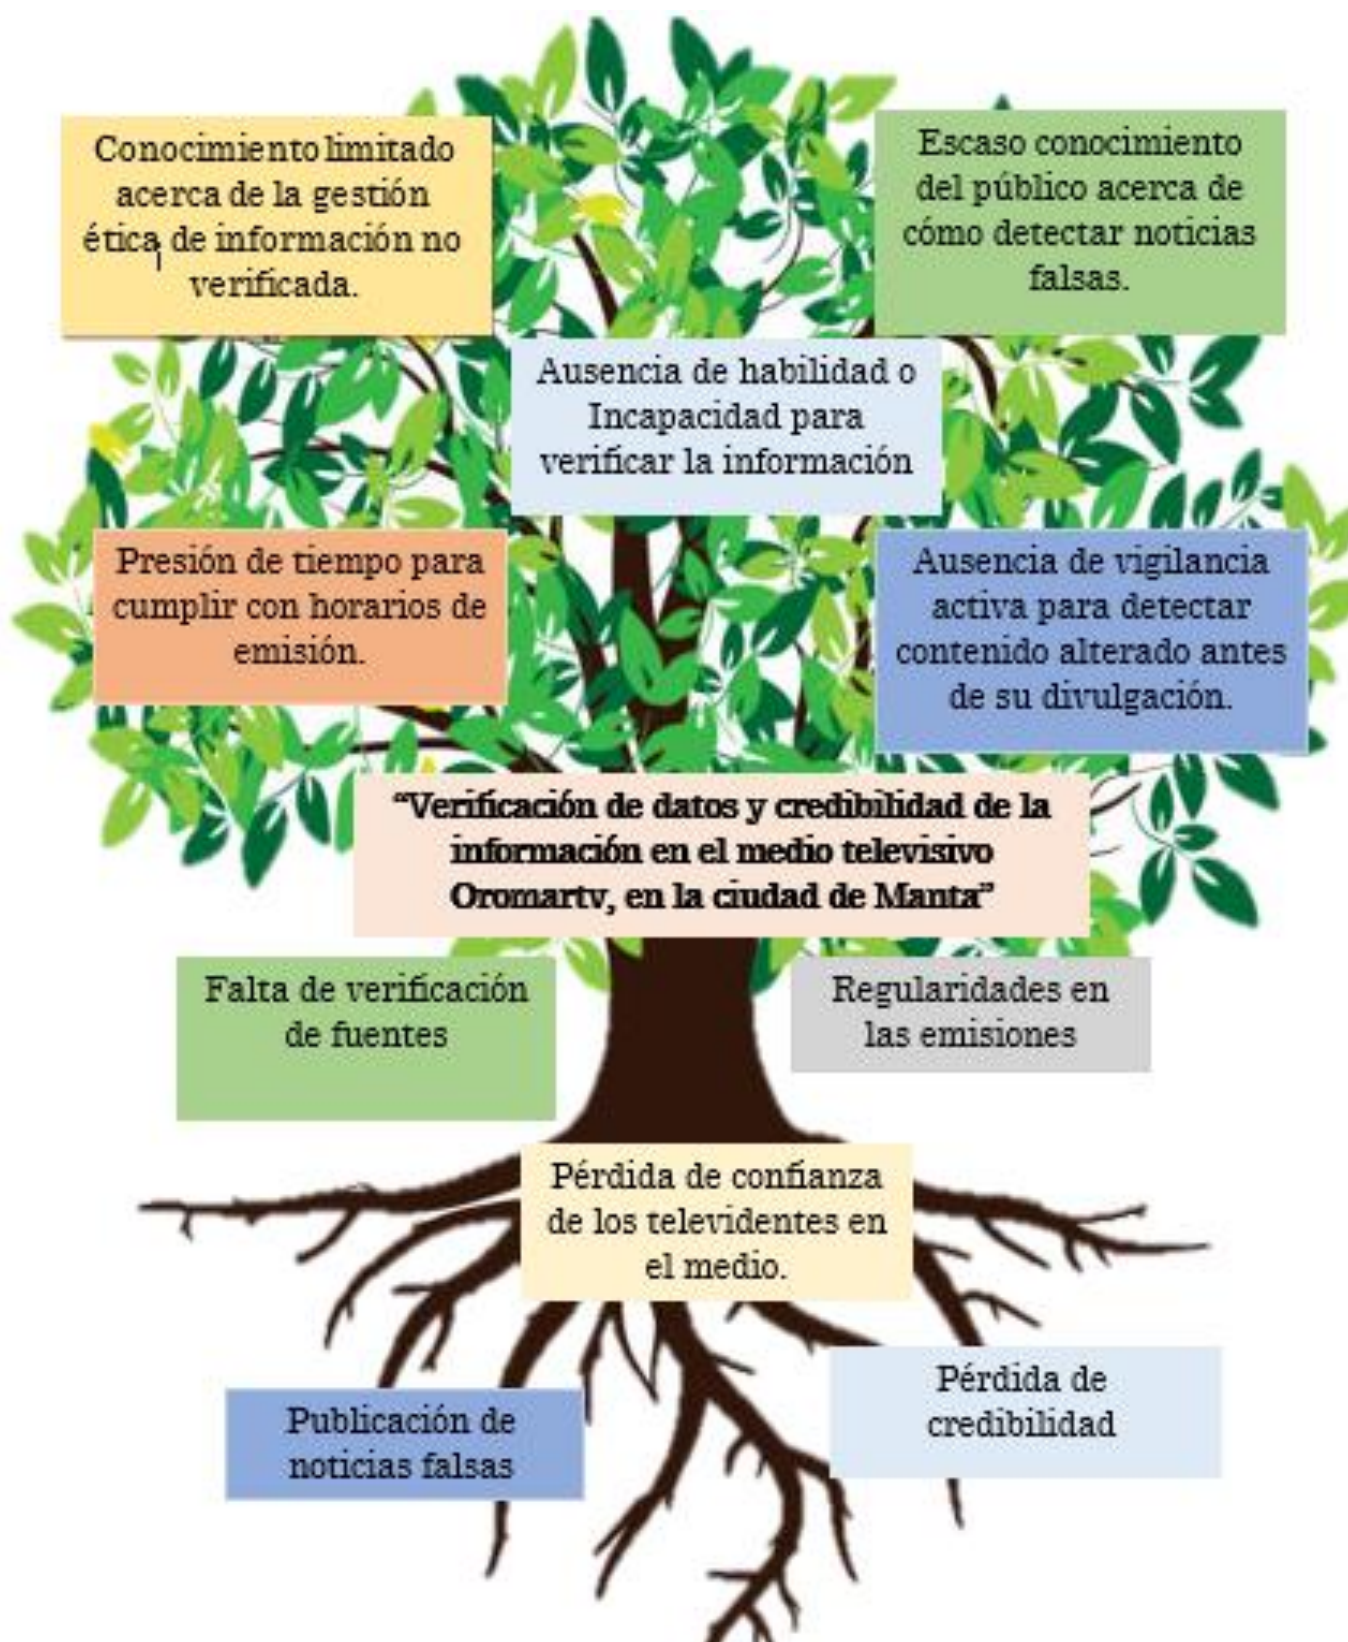 Conocimiento limitado
acerca de la gestión
ética de información no
verificada.
Escaso conocimiento
del público acerca de
cómo detectar noticias
falsas.
Ausencia de habilidad o
Incapacidad para
verificar la información
Presión de tiempo para
cumplir con horarios de
emisión.
Ausencia de vigilancia
activa para detectar
contenido alterado antes
de su divulgación.
“Verificación de datos y credibilidad de la
información en el medio televisivo
Oromartv, en la ciudad de Manta”
Falta de verificación
de fuentes
Regularidades en
las emisiones
Pérdida de confianza
de los televidentes en
el medio.
Publicación de
noticias falsas
Pérdida de
credibilidad